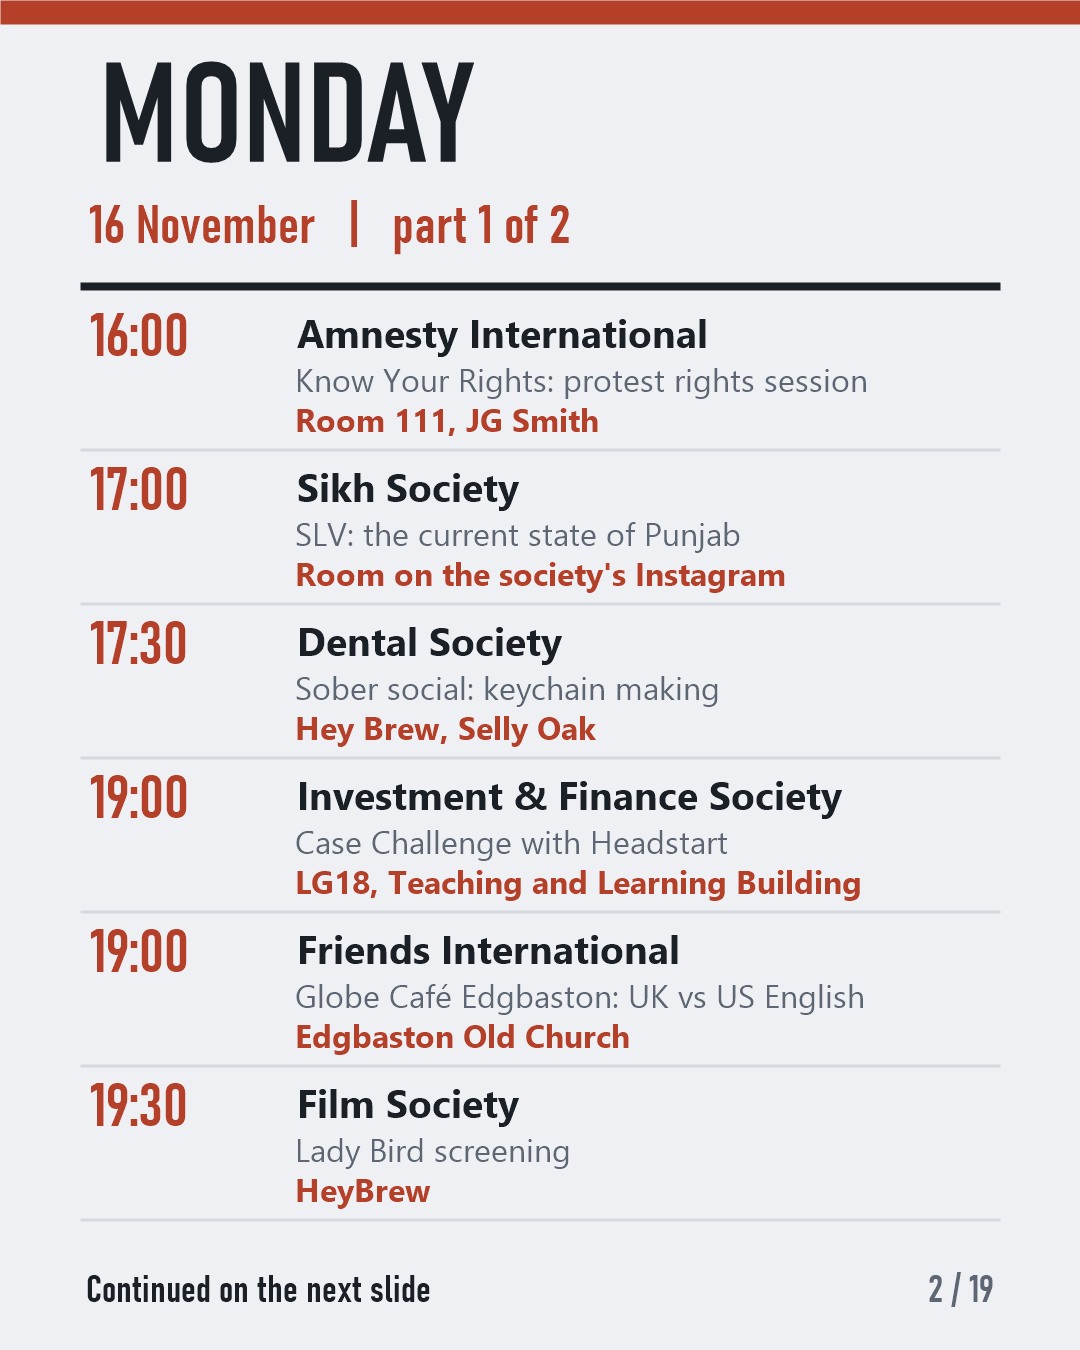 MONDAY
16 November | part 1 of 2
16:00
Amnesty International
Know Your Rights: protest rights session
Room 111, JG Smith
17:00
Sikh Society
SLV: the current state of Punjab
Room on the society's Instagram
17:30
Dental Society
Sober social: keychain making
Hey Brew, Selly Oak
19:00
Investment & Finance Society
Case Challenge with Headstart
LG18, Teaching and Learning Building
19:00
Friends International
Globe Café Edgbaston: UK vs US English
Edgbaston Old Church
19:30
Film Society
Lady Bird screening
HeyBrew
Continued on the next slide
2 / 19